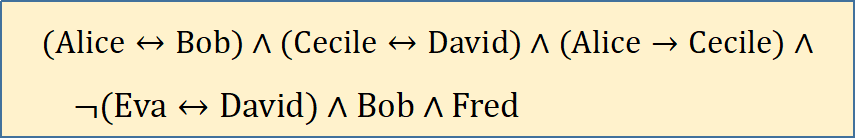 (Alice ↔ Bob) ∧ (Cecile ↔ David) ∧ (Alice → Cecile) ∧
¬(Eva ↔ David) ∧ Bob ∧ Fred